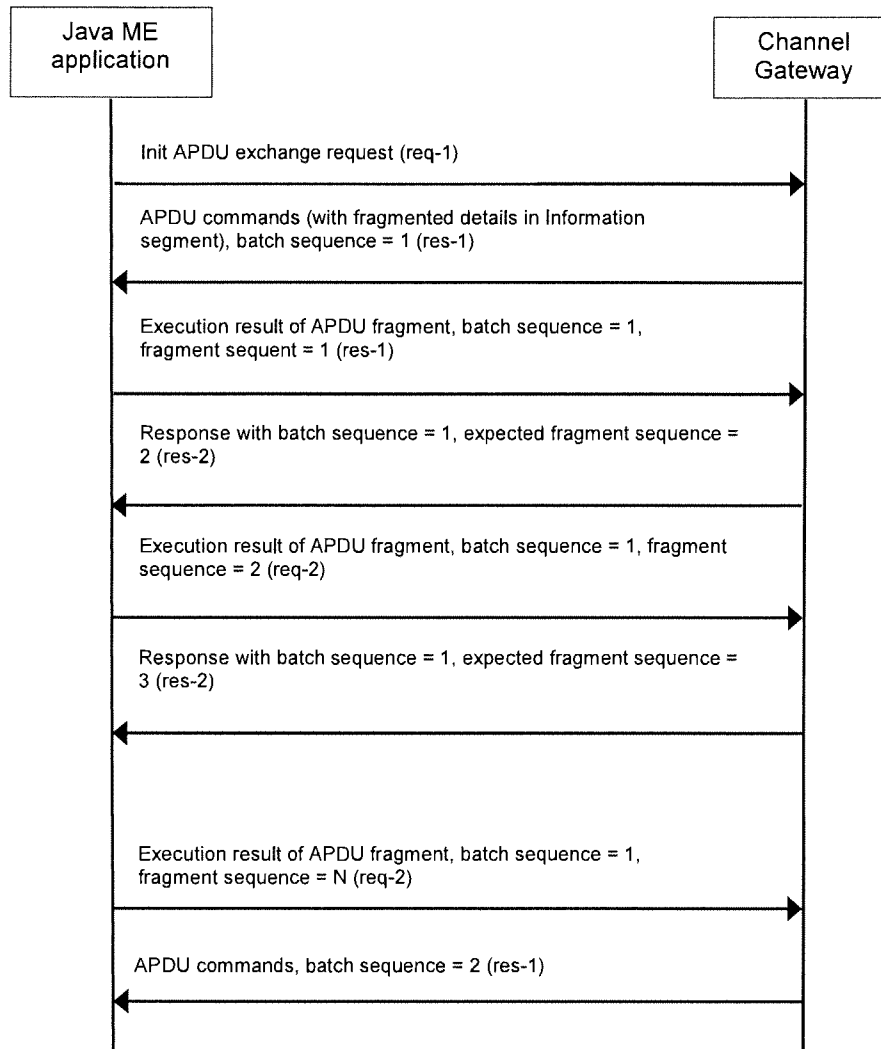 Java ME
application
Channel
Gateway
Init APDU exchange request (req-1)
APDU commands (with fragmented details in Information
segment), batch sequence = 1 (res-1)
Execution result of APDU fragment, batch sequence = 1,
fragment sequent = 1 (res-1)
Response with batch sequence = 1, expected fragment sequence =
2 (res-2)
Execution result of APDU fragment, batch sequence = 1, fragment
sequence = 2 (req-2)
Response with batch sequence = 1, expected fragment sequence =
3 (res-2)
Execution result of APDU fragment, batch sequence = 1,
fragment sequence = N (req-2)
APDU commands, batch sequence = 2 (res-1)